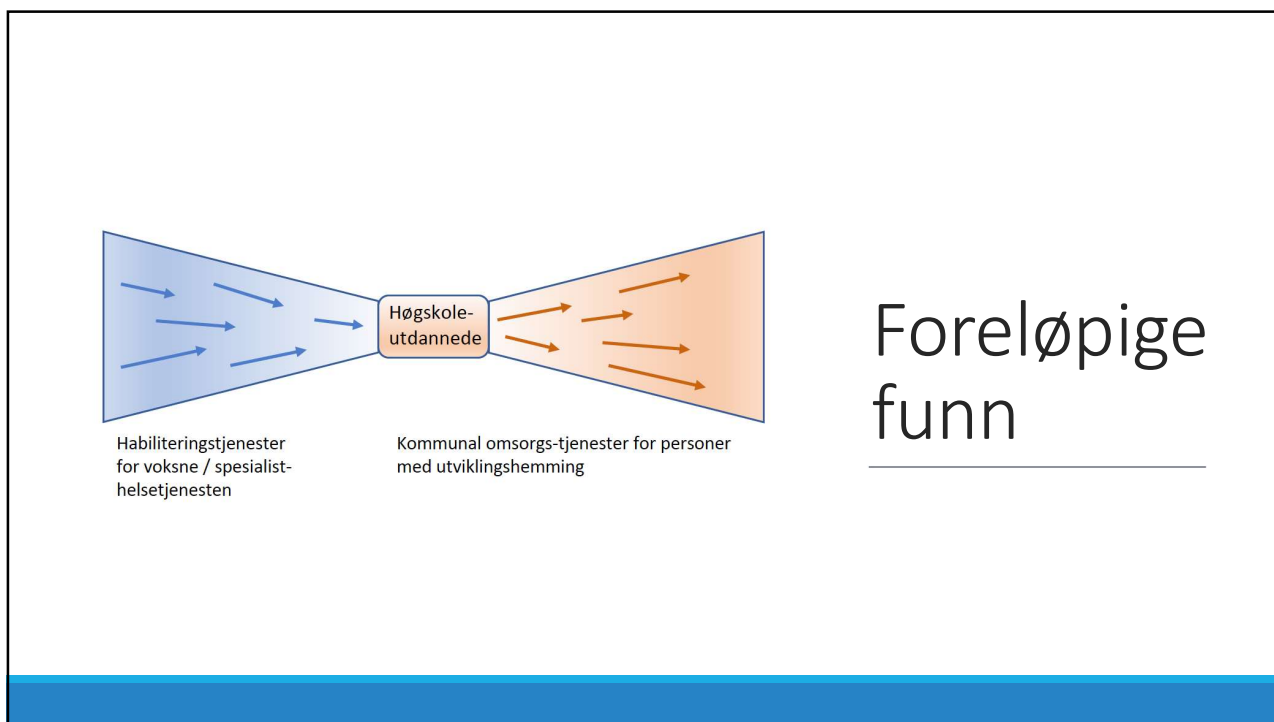 Høgskole-
utdannede
Habiliteringstjenester
for voksne / spesialist-
helsetjenesten
Kommunal omsorgs-tjenester for personer
med utviklingshemming
Foreløpige
funn